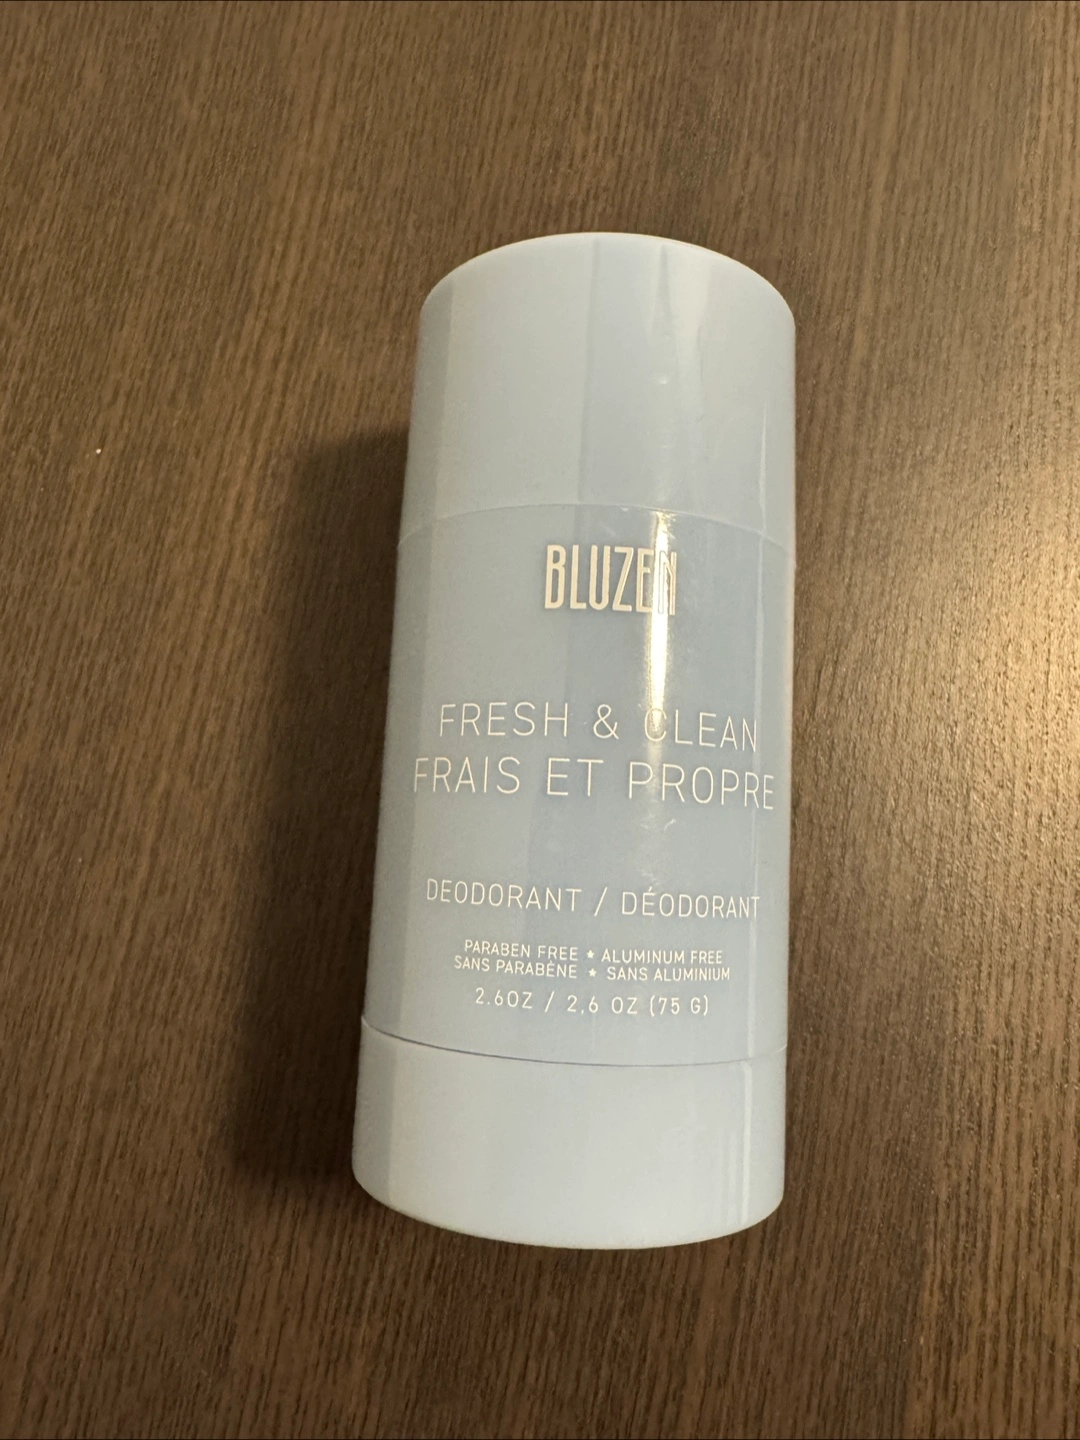 BLUZEN
FRESH & CLEAN
FRAIS ET PROPRE
DEODORANT / DÉODORANT
PARABEN FREE ★ ALUMINUM FREE
SANS PARABÈNE ★ SANS ALUMINIUM
2.6OZ / 2,6 OZ (75 G)